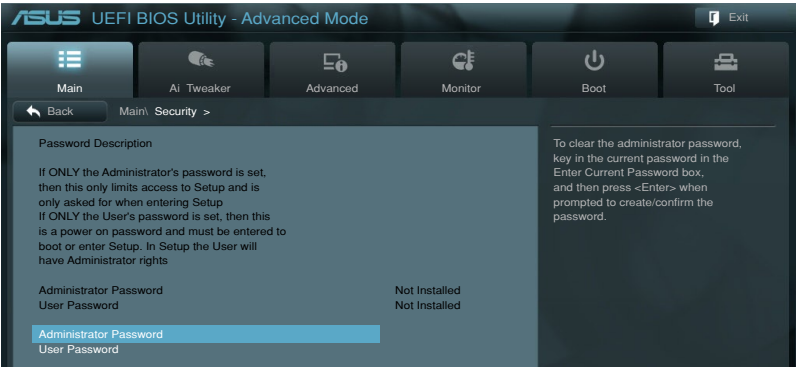 ASUS UEFI BIOS Utility - Advanced Mode
Exit
Main
Ai Tweaker
Advanced
Monitor
Boot
Tool
Back
Main\ Security >
Password Description
If ONLY the Administrator's password is set,
then this only limits access to Setup and is
only asked for when entering Setup
If ONLY the User's password is set, then this
is a power on password and must be entered to
boot or enter Setup. In Setup the User will
have Administrator rights
Administrator Password Not Installed
User Password Not Installed
Administrator Password
User Password
To clear the administrator password,
key in the current password in the
Enter Current Password box,
and then press <Enter> when
prompted to create/confirm the
password.